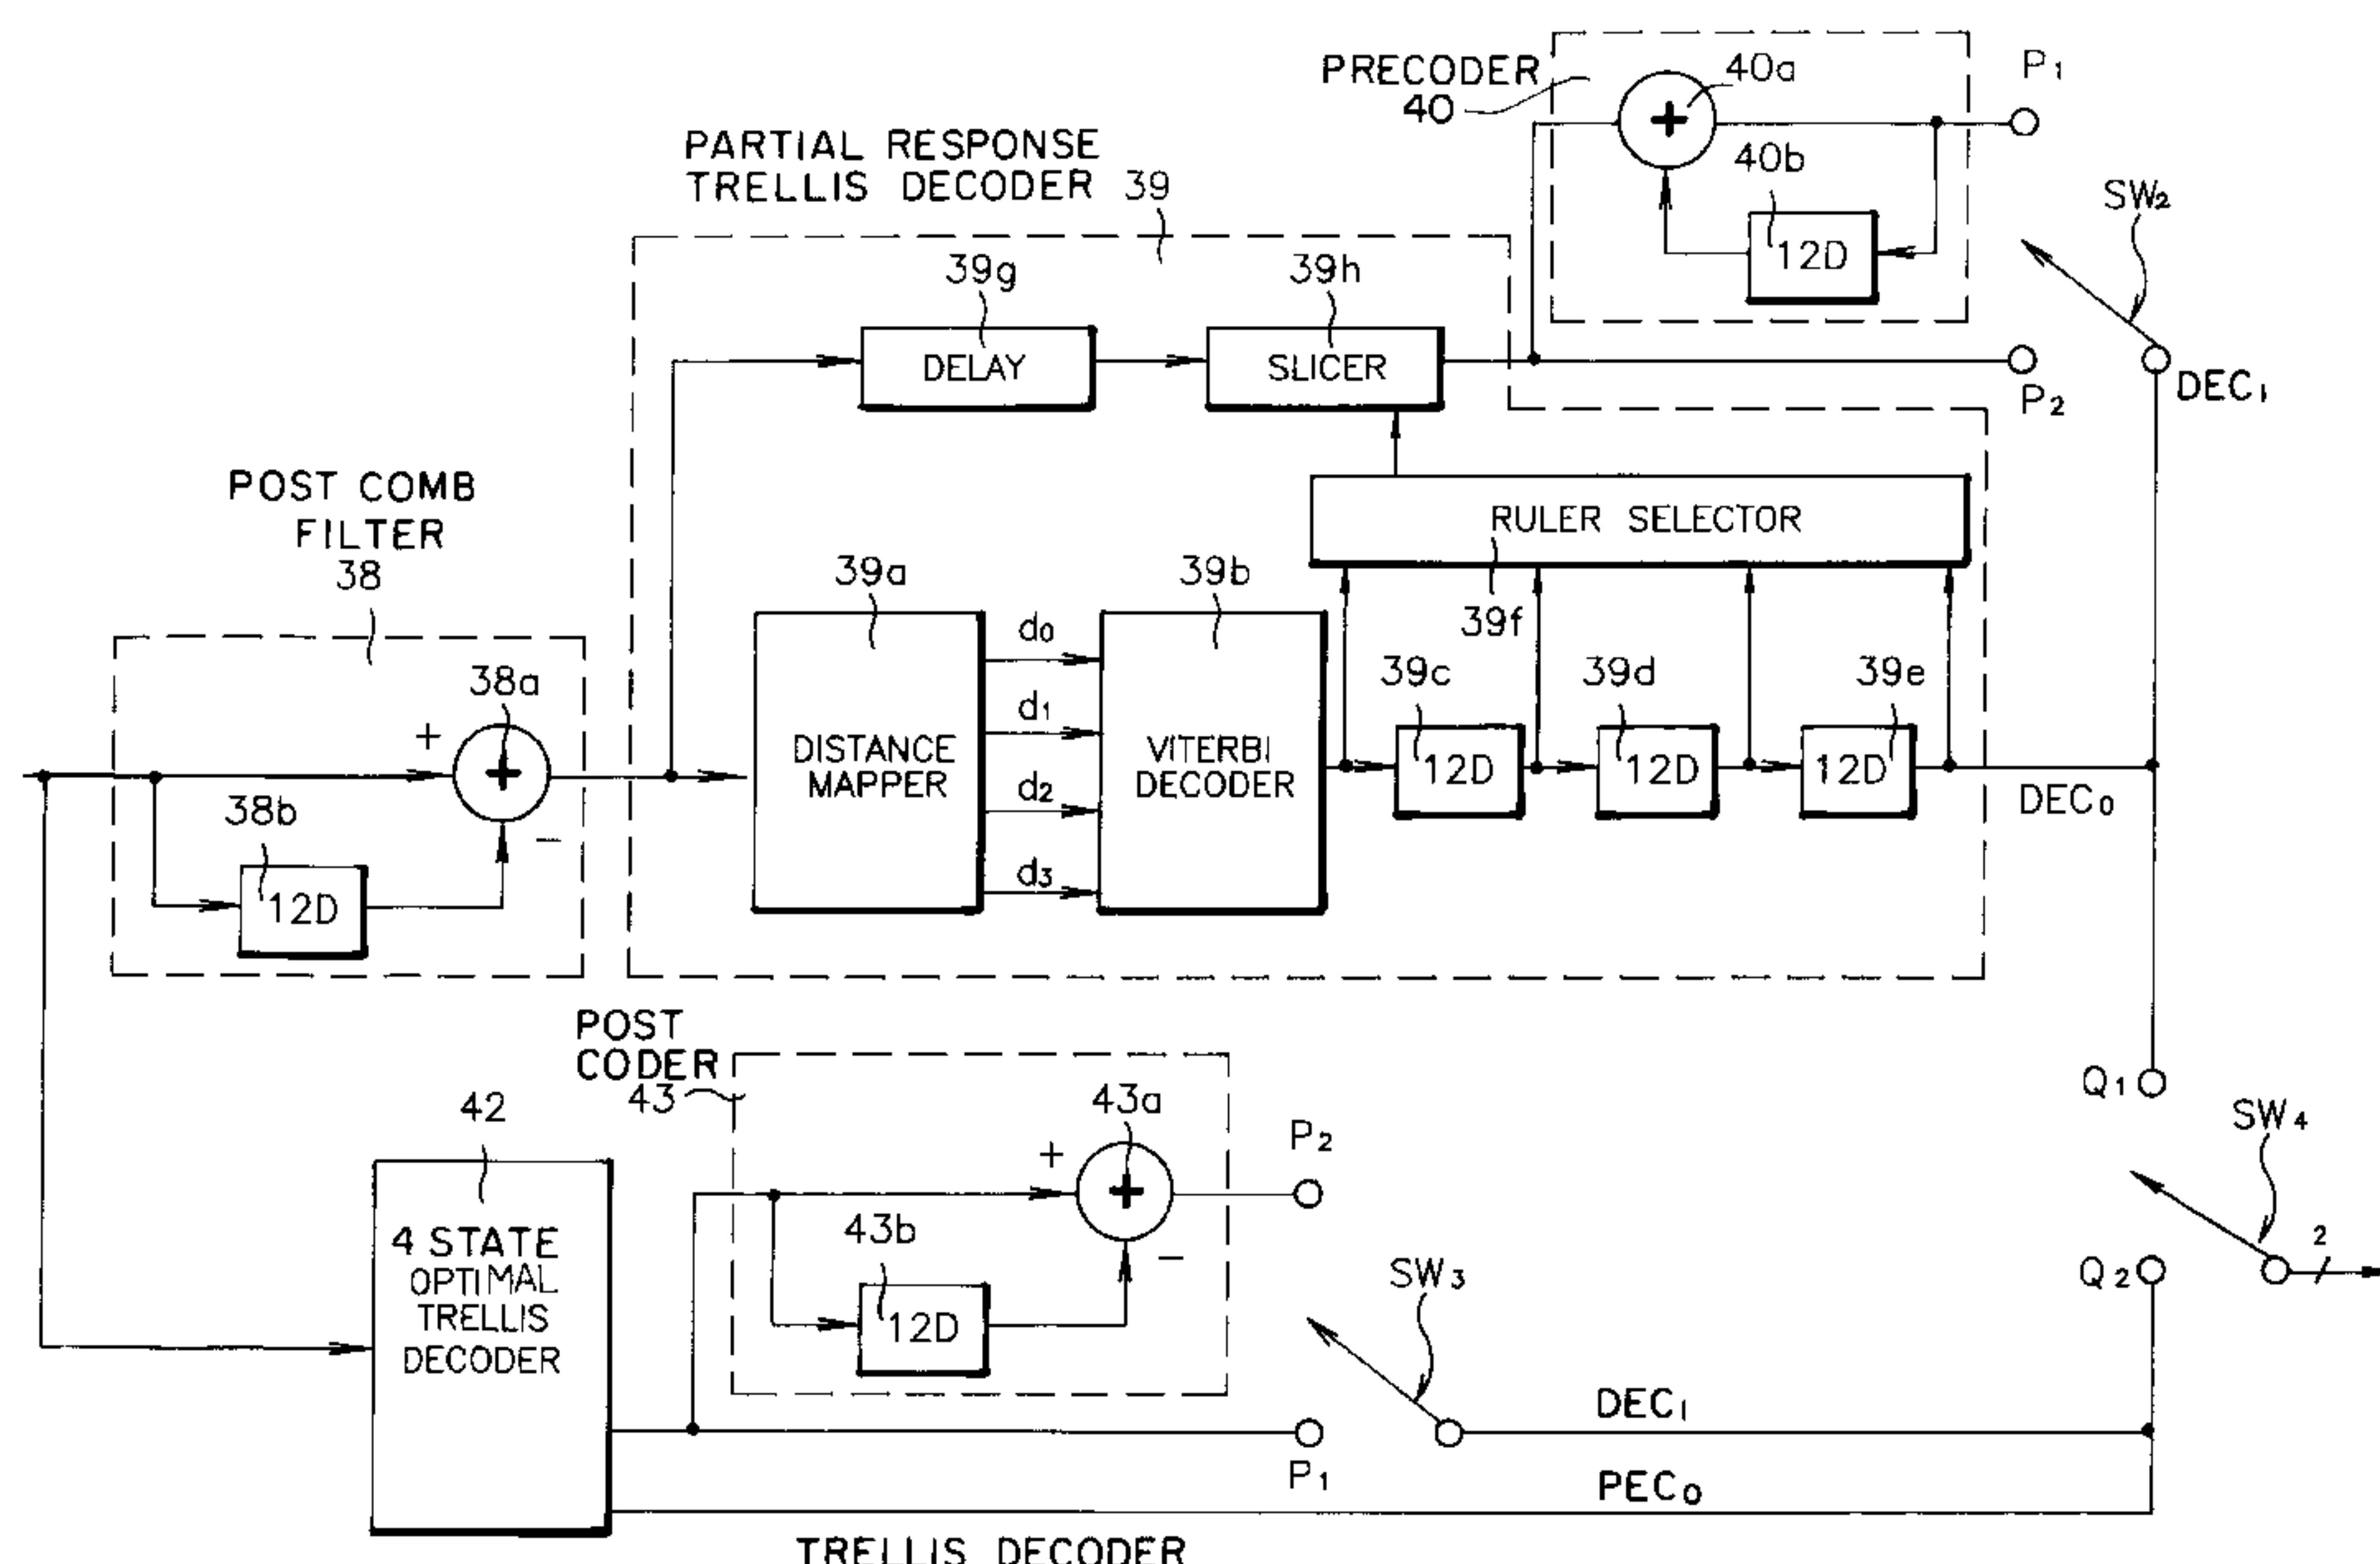 PRECODER
40
40a
40b
12D
P1
PARTIAL RESPONSE
TRELLIS DECODER 39
SW2
39g
DELAY
39h
SLICER
P2
DEC1
POST COMB
FILTER
38
RULER SELECTOR
39f
38a
+
+
−
38b
12D
39a
DISTANCE
MAPPER
d0
d1
d2
d3
39b
VITERBI
DECODER
39c
12D
39d
12D
39e
12D
DEC0
POST
CODER
43
43a
+
+
−
43b
12D
P2
Q1
SW4
2
Q2
42
4 STATE
OPTIMAL
TRELLIS
DECODER
SW3
P1
DEC1
PEC0
TRELLIS DECODER